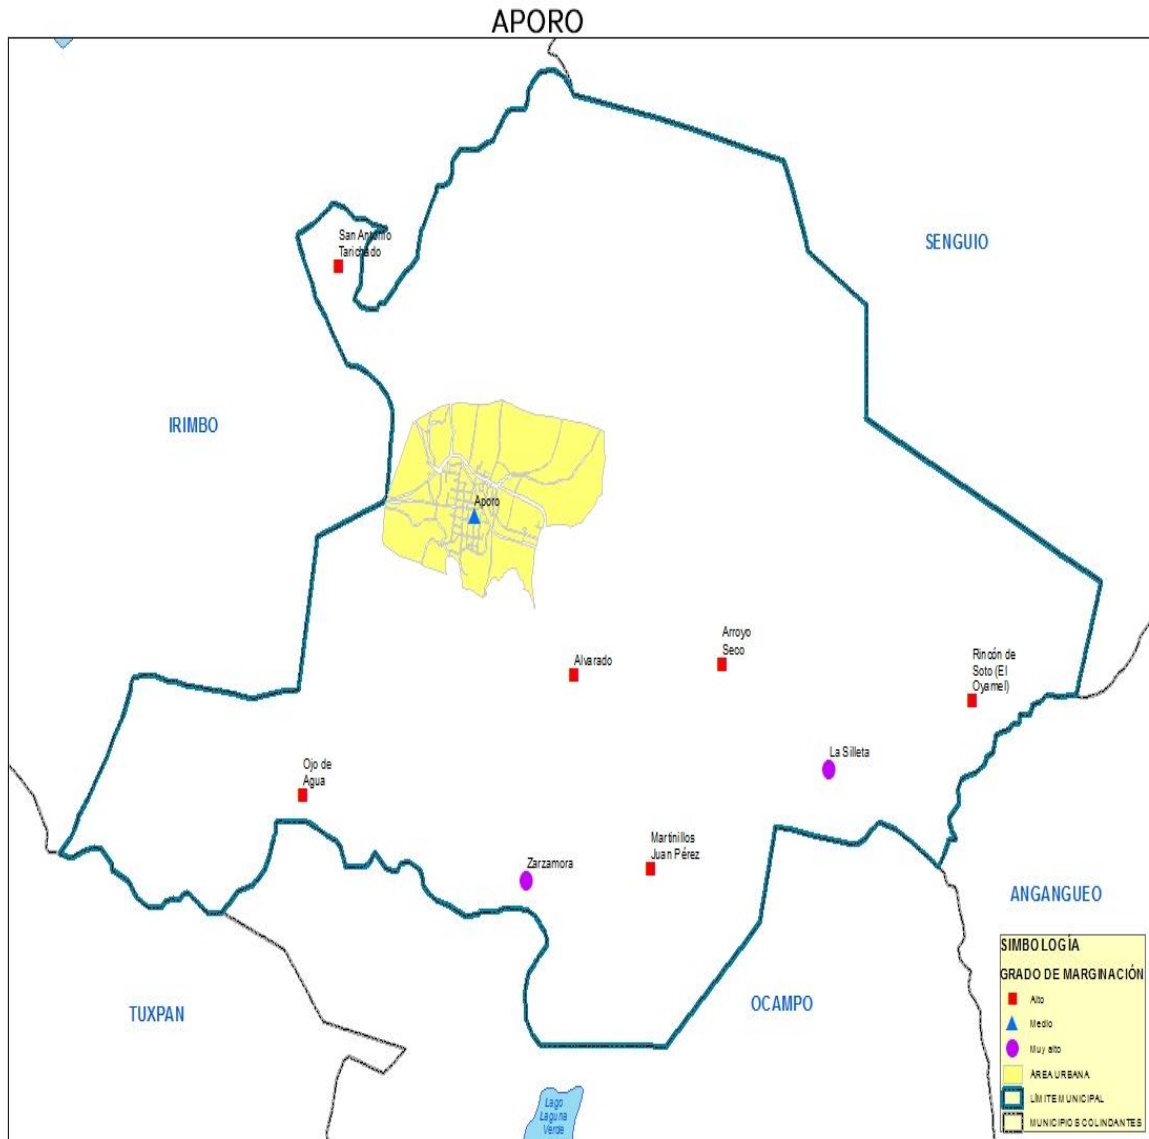 APORO
SENGUIO
San Antonio
Tarichado
IRIMBO
Aporo
Alvarado
Arroyo
Seco
Rincón de
Soto (El
Oyamel)
La Silleta
Ojo de
Agua
Martinillos
Juan Pérez
Zarzamora
ANGANGUEO
TUXPAN
OCAMPO
SIMBOLOGÍA
GRADO DE MARGINACIÓN
Alto
Medio
Muy alto
ÁREA URBANA
LÍMITE MUNICIPAL
MUNICIPIOS COLINDANTES
Lago
Laguna
Verde